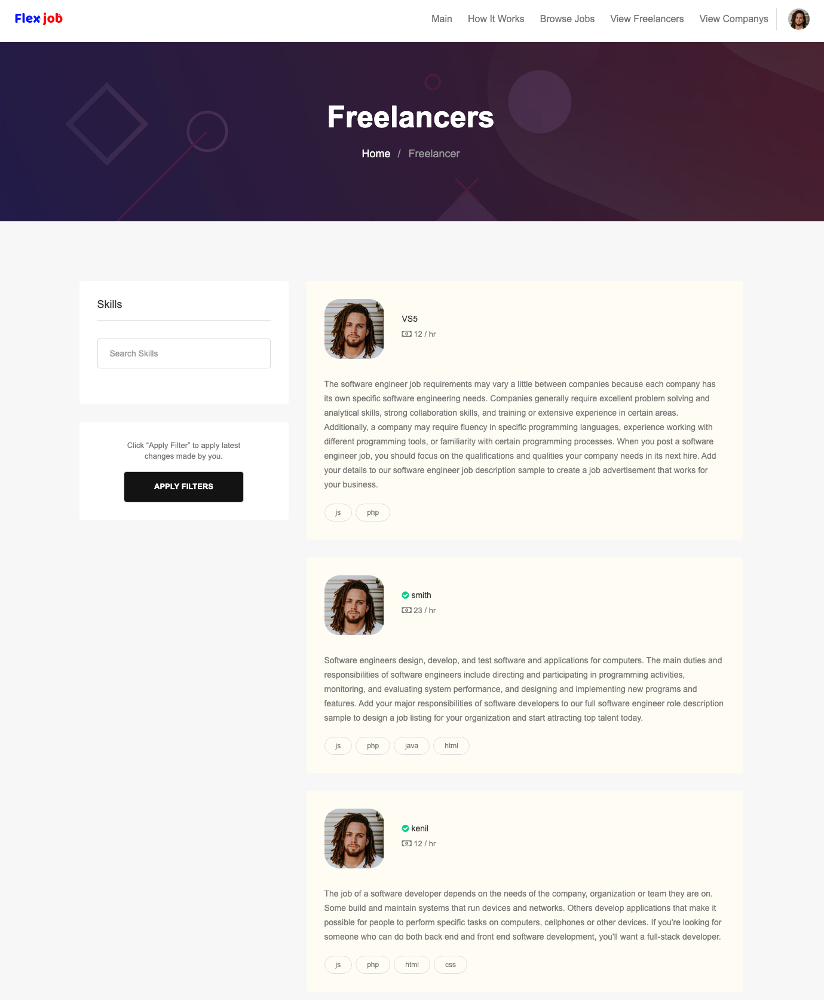 Flex job
Main
How It Works
Browse Jobs
View Freelancers
View Companys
Freelancers
Home / Freelancer
Skills
Search Skills
Click “Apply Filter” to apply latest
changes made by you.
APPLY FILTERS
VS5
12 / hr
The software engineer job requirements may vary a little between companies because each company has
its own specific software engineering needs. Companies generally require excellent problem solving and
analytical skills, strong collaboration skills, and training or extensive experience in certain areas.
Additionally, a company may require fluency in specific programming languages, experience working with
different programming tools, or familiarity with certain programming processes. When you post a software
engineer job, you should focus on the qualifications and qualities your company needs in its next hire. Add
your details to our software engineer job description sample to create a job advertisement that works for
your business.
js
php
smith
23 / hr
Software engineers design, develop, and test software and applications for computers. The main duties and
responsibilities of software engineers include directing and participating in programming activities,
monitoring, and evaluating system performance, and designing and implementing new programs and
features. Add your major responsibilities of software developers to our full software engineer role description
sample to design a job listing for your organization and start attracting top talent today.
js
php
java
html
kenil
12 / hr
The job of a software developer depends on the needs of the company, organization or team they are on.
Some build and maintain systems that run devices and networks. Others develop applications that make it
possible for people to perform specific tasks on computers, cellphones or other devices. If you're looking for
someone who can do both back end and front end software development, you'll want a full-stack developer.
js
php
html
css